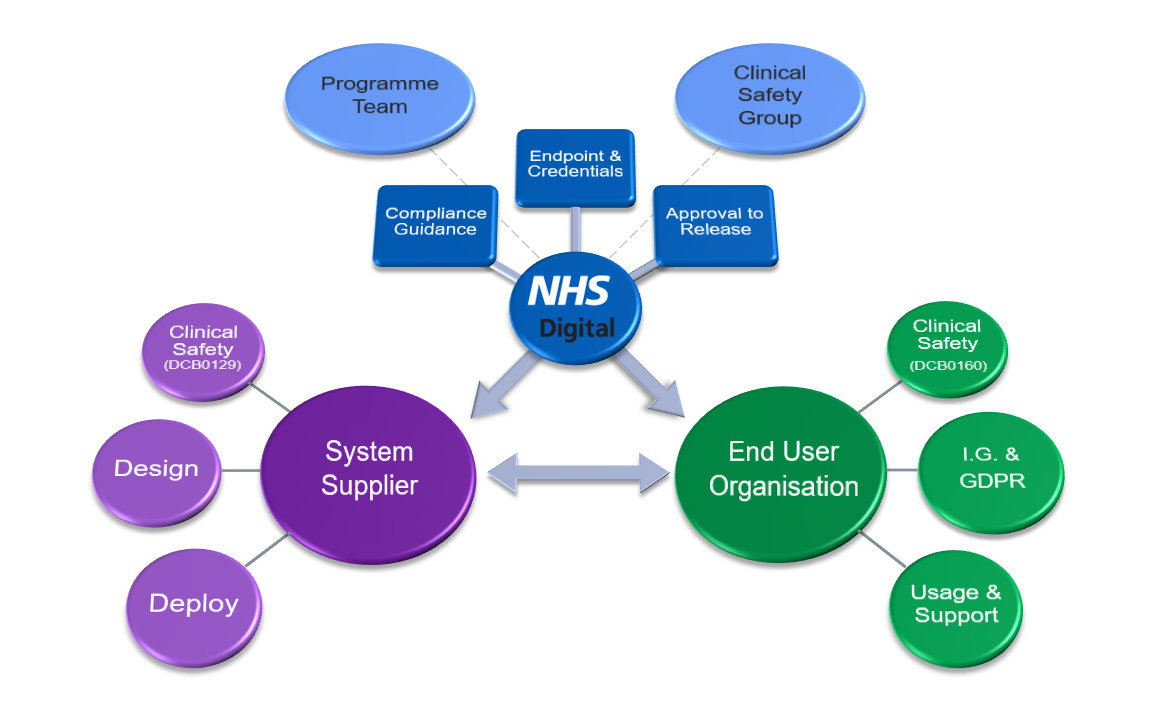 Programme
Team
Clinical
Safety
Group
Endpoint &
Credentials
Compliance
Guidance
Approval to
Release
NHS
Digital
Clinical
Safety
(DCB0129)
Design
Deploy
System
Supplier
End User
Organisation
Clinical
Safety
(DCB0160)
I.G. &
GDPR
Usage &
Support